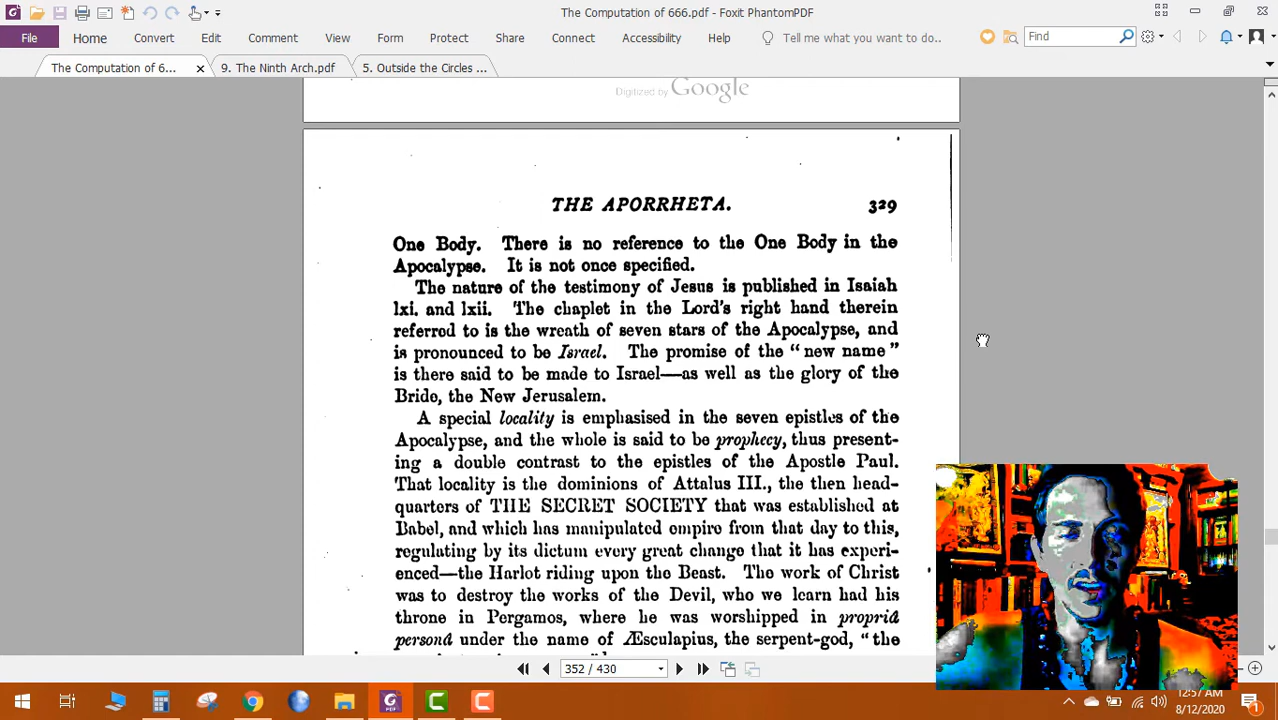 The Computation of 666.pdf - Foxit PhantomPDF
File Home Convert Edit Comment View Form Protect Share Connect Accessibility Help Tell me what you want to do.. Find
The Computation of 6... 9. The Ninth Arch.pdf 5. Outside the Circles ...
Digitized by Google
THE APORRHETA. 329
One Body. There is no reference to the One Body in the
Apocalypse. It is not once specified.
The nature of the testimony of Jesus is published in Isaiah
lxi. and lxii. The chaplet in the Lord's right hand therein
referred to is the wreath of seven stars of the Apocalypse, and
is pronounced to be Israel. The promise of the "new name"
is there said to be made to Israel—as well as the glory of the
Bride, the New Jerusalem.
A special locality is emphasised in the seven epistles of the
Apocalypse, and the whole is said to be prophecy, thus present-
ing a double contrast to the epistles of the Apostle Paul.
That locality is the dominions of Attalus III., the then head-
quarters of THE SECRET SOCIETY that was established at
Babel, and which has manipulated empire from that day to this,
regulating by its dictum every great change that it has experi-
enced—the Harlot riding upon the Beast. The work of Christ
was to destroy the works of the Devil, who we learn had his
throne in Pergamos, where he was worshipped in propriâ
personâ under the name of Æsculapius, the serpent-god, "the
352 / 430
12:57 AM
8/12/2020